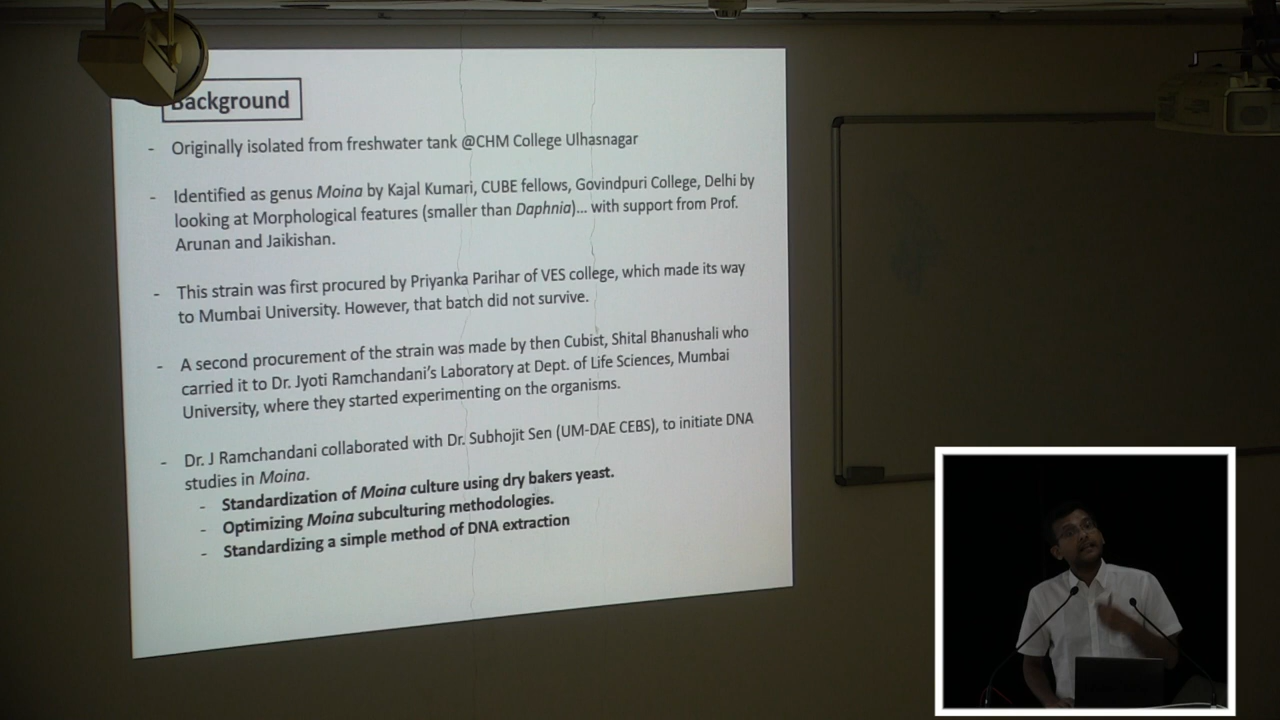 Background
- Originally isolated from freshwater tank @CHM College Ulhasnagar
- Identified as genus Moina by Kajal Kumari, CUBE fellows, Govindpuri College, Delhi by
looking at Morphological features (smaller than Daphnia)... with support from Prof.
Arunan and Jaikishan.
- This strain was first procured by Priyanka Parihar of VES college, which made its way
to Mumbai University. However, that batch did not survive.
- A second procurement of the strain was made by then Cubist, Shital Bhanushali who
carried it to Dr. Jyoti Ramchandani's Laboratory at Dept. of Life Sciences, Mumbai
University, where they started experimenting on the organisms.
- Dr. J Ramchandani collaborated with Dr. Subhojit Sen (UM-DAE CEBS), to initiate DNA
studies in Moina.
- Standardization of Moina culture using dry bakers yeast.
- Optimizing Moina subculturing methodologies.
- Standardizing a simple method of DNA extraction